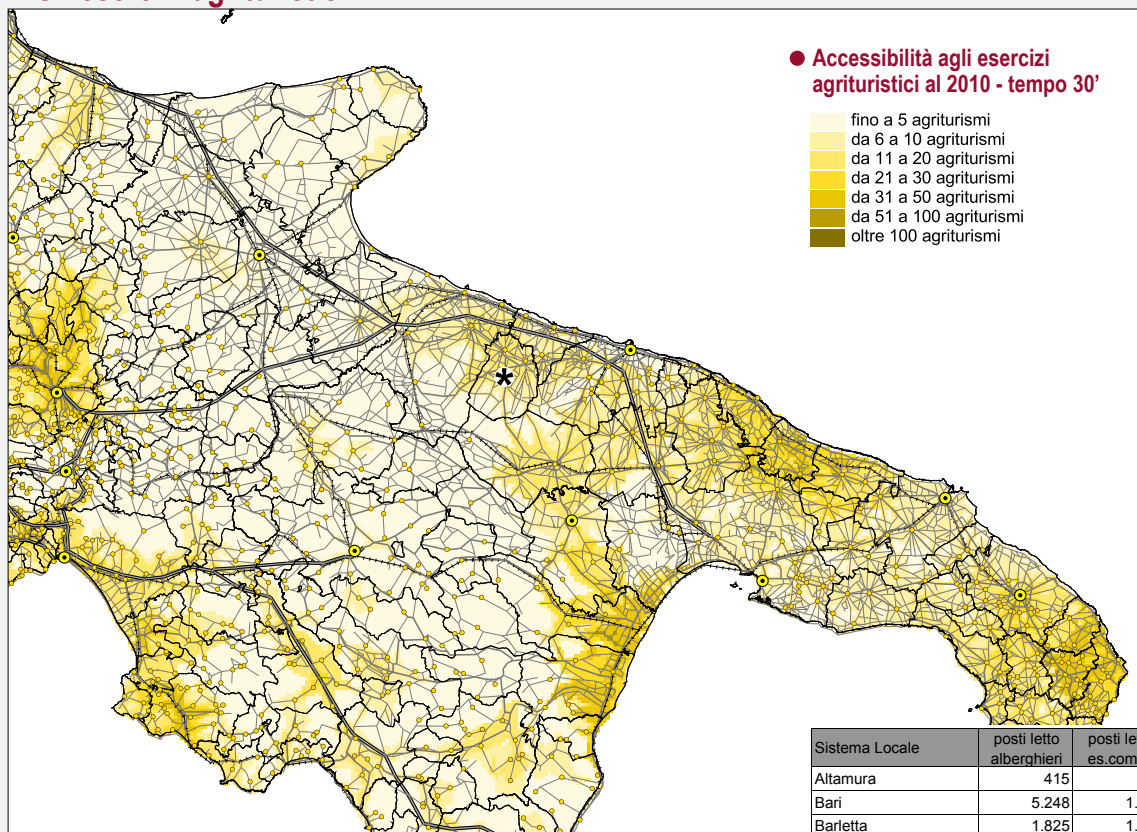 ● Accessibilità agli esercizi
agrituristici al 2010 - tempo 30'
fino a 5 agriturismi
da 6 a 10 agriturismi
da 11 a 20 agriturismi
da 21 a 30 agriturismi
da 31 a 50 agriturismi
da 51 a 100 agriturismi
oltre 100 agriturismi
*
Sistema Locale posti letto alberghieri
Altamura 415
Bari 5.248 1.
Barletta 1.825 1.